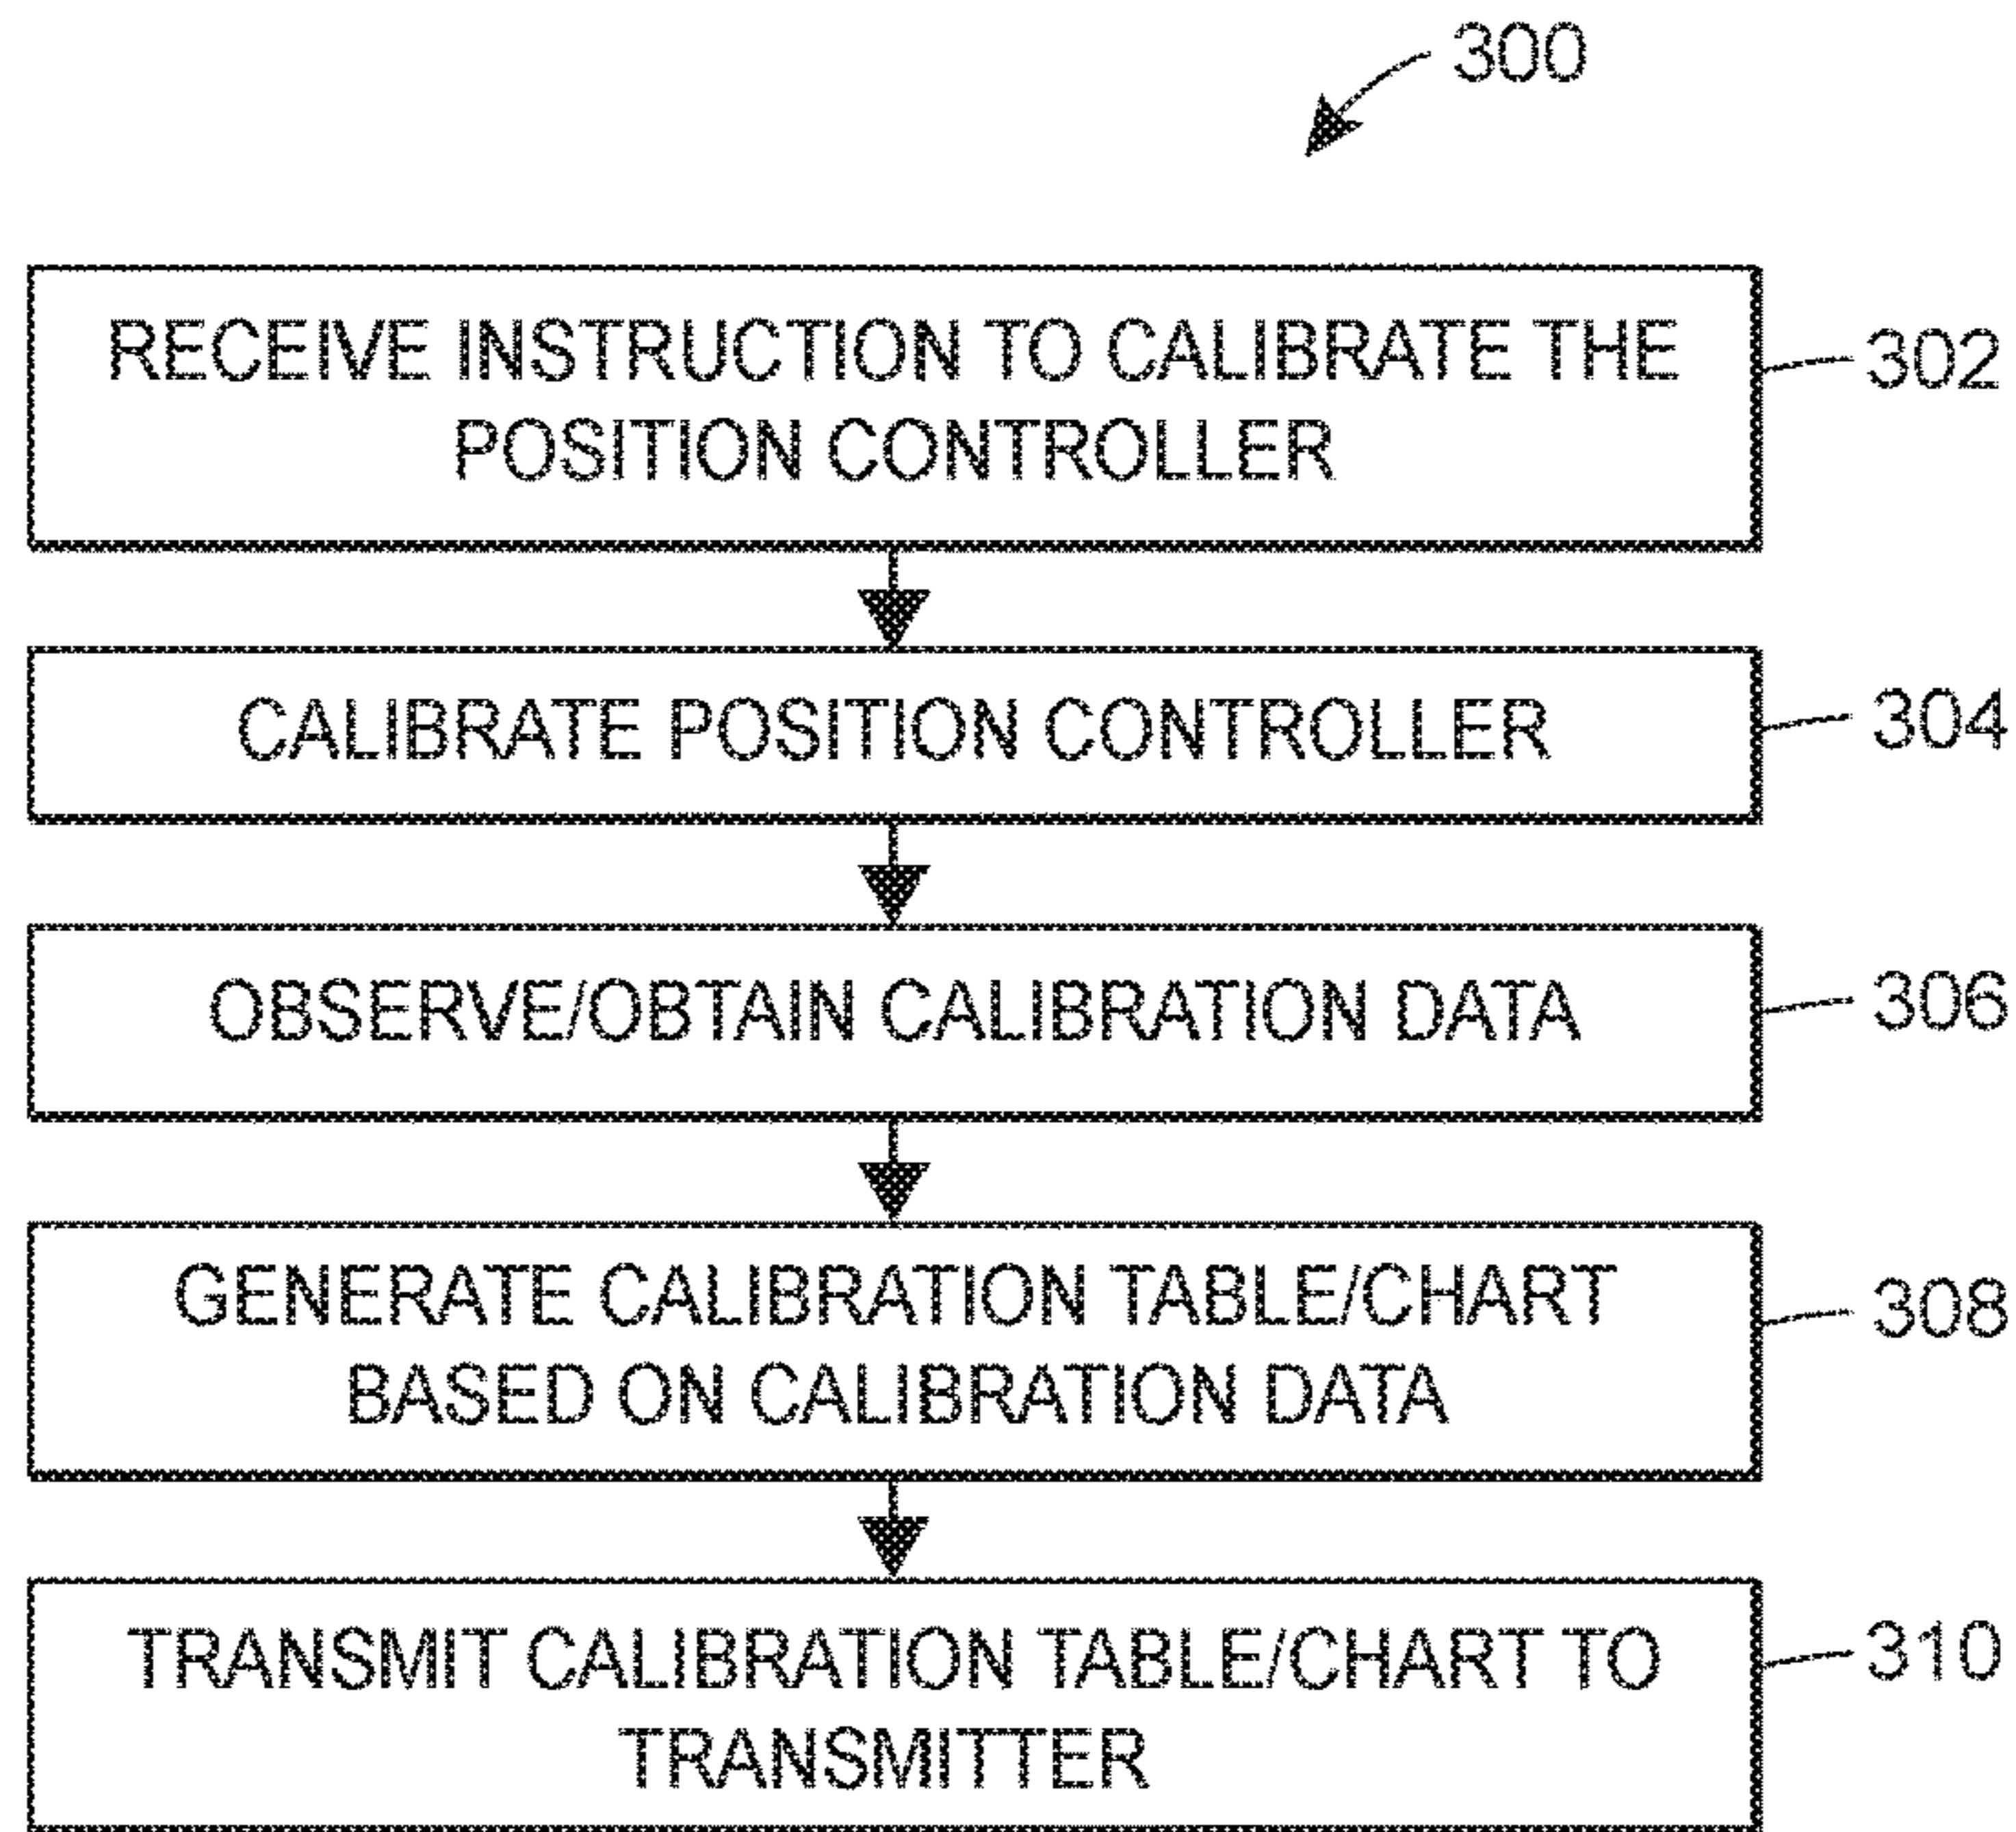 300
RECEIVE INSTRUCTION TO CALIBRATE THE
POSITION CONTROLLER
302
CALIBRATE POSITION CONTROLLER
304
OBSERVE/OBTAIN CALIBRATION DATA
306
GENERATE CALIBRATION TABLE/CHART
BASED ON CALIBRATION DATA
308
TRANSMIT CALIBRATION TABLE/CHART TO
TRANSMITTER
310